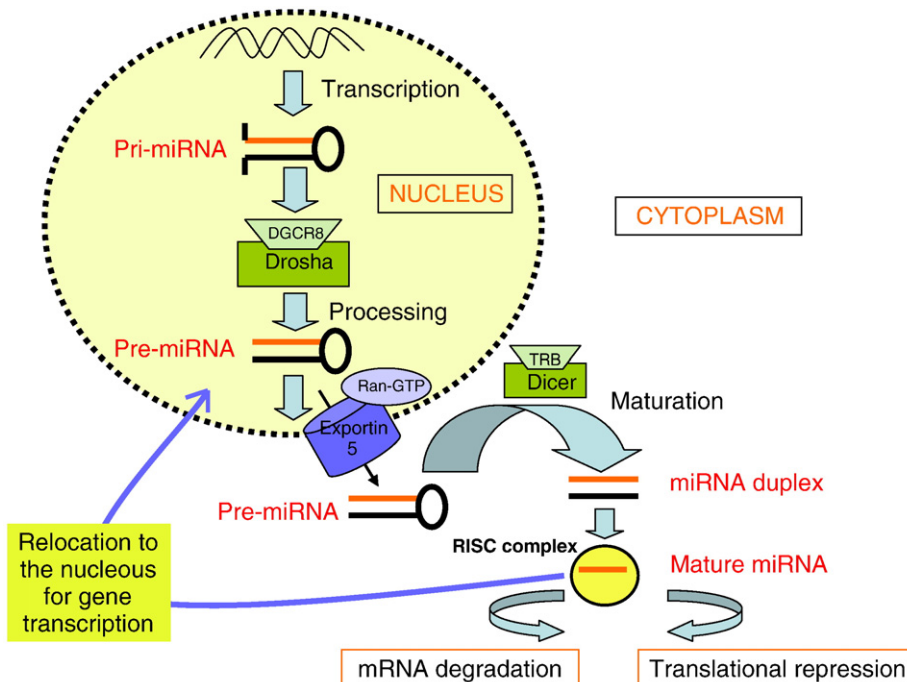 Transcription
Pri-miRNA
NUCLEUS
CYTOPLASM
DGCR8
Drosha
Processing
Pre-miRNA
Ran-GTP
Exportin
5
TRB
Dicer
Maturation
Pre-miRNA
miRNA duplex
RISC complex
Mature miRNA
Relocation to
the nucleous
for gene
transcription
mRNA degradation
Translational repression